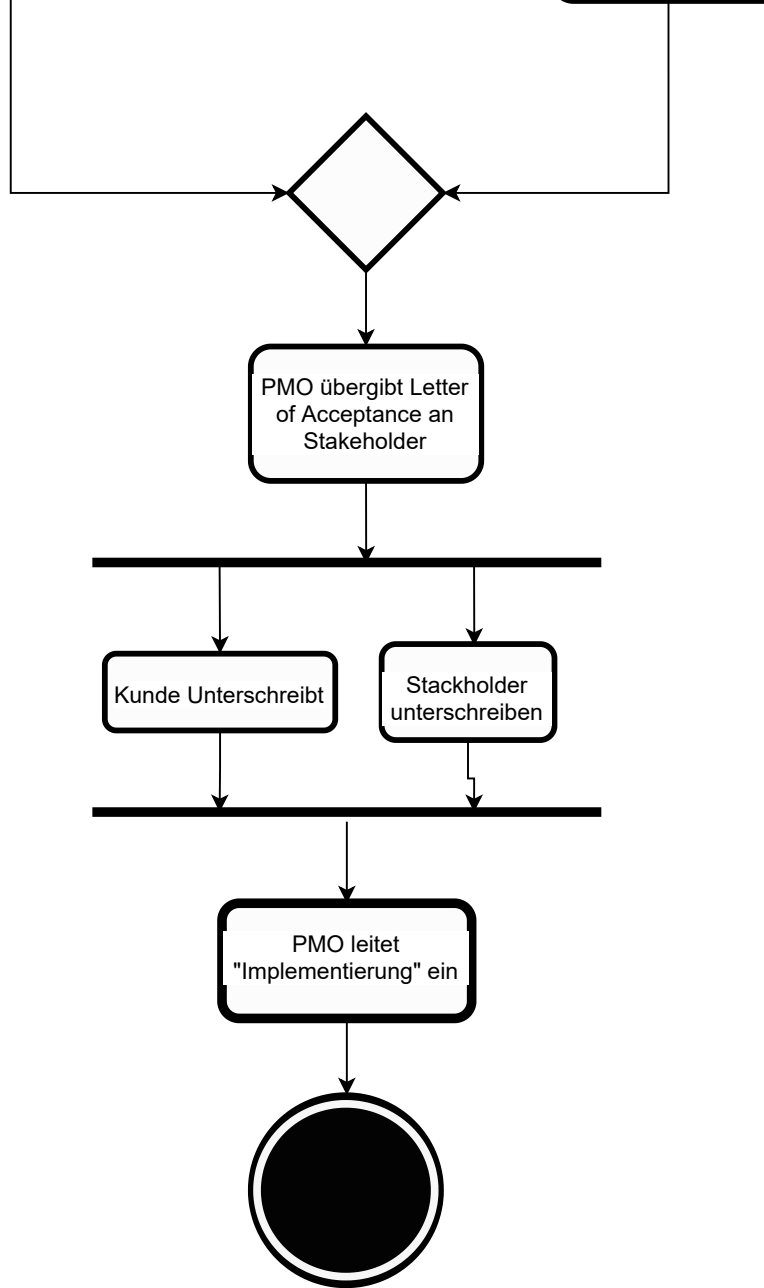 PMO übergibt Letter
of Acceptance an
Stakeholder
Kunde Unterschreibt
Stackholder
unterschreiben
PMO leitet
"Implementierung" ein